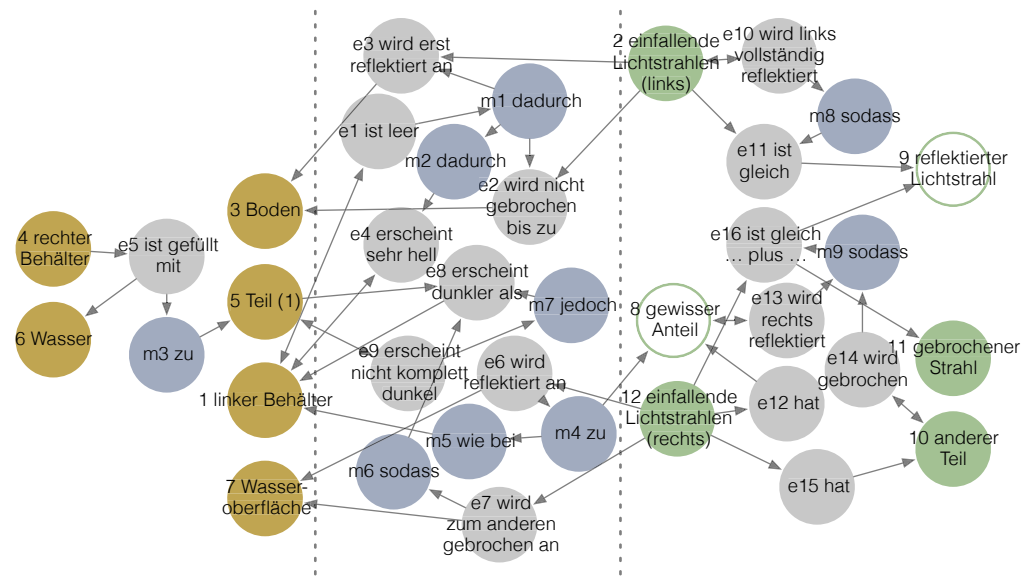 4 rechter
Behälter
6 Wasser
e5 ist gefüllt
mit
m3 zu
3 Boden
5 Teil (1)
1 linker Behälter
7 Wasser-
oberfläche
e3 wird erst
reflektiert an
m1 dadurch
e1 ist leer
m2 dadurch
e2 wird nicht
gebrochen
bis zu
e4 erscheint
sehr hell
e8 erscheint
dunkler als
m7 jedoch
e9 erscheint
nicht komplett
dunkel
e6 wird
reflektiert an
m5 wie bei
m4 zu
m6 sodass
e7 wird
zum anderen
gebrochen an
2 einfallende
Lichtstrahlen
(links)
e10 wird links
vollständig
reflektiert
m8 sodass
e11 ist
gleich
9 reflektierter
Lichtstrahl
e16 ist gleich
... plus ...
m9 sodass
8 gewisser
Anteil
e13 wird
rechts
reflektiert
e14 wird
gebrochen
11 gebrochener
Strahl
12 einfallende
Lichtstrahlen
(rechts)
e12 hat
10 anderer
Teil
e15 hat